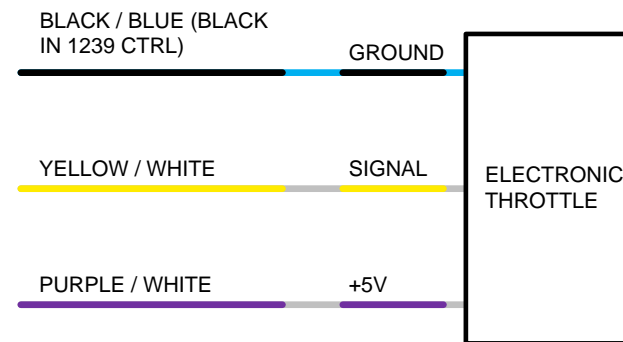 BLACK / BLUE (BLACK
IN 1239 CTRL)
GROUND
YELLOW / WHITE
SIGNAL
ELECTRONIC
THROTTLE
PURPLE / WHITE
+5V